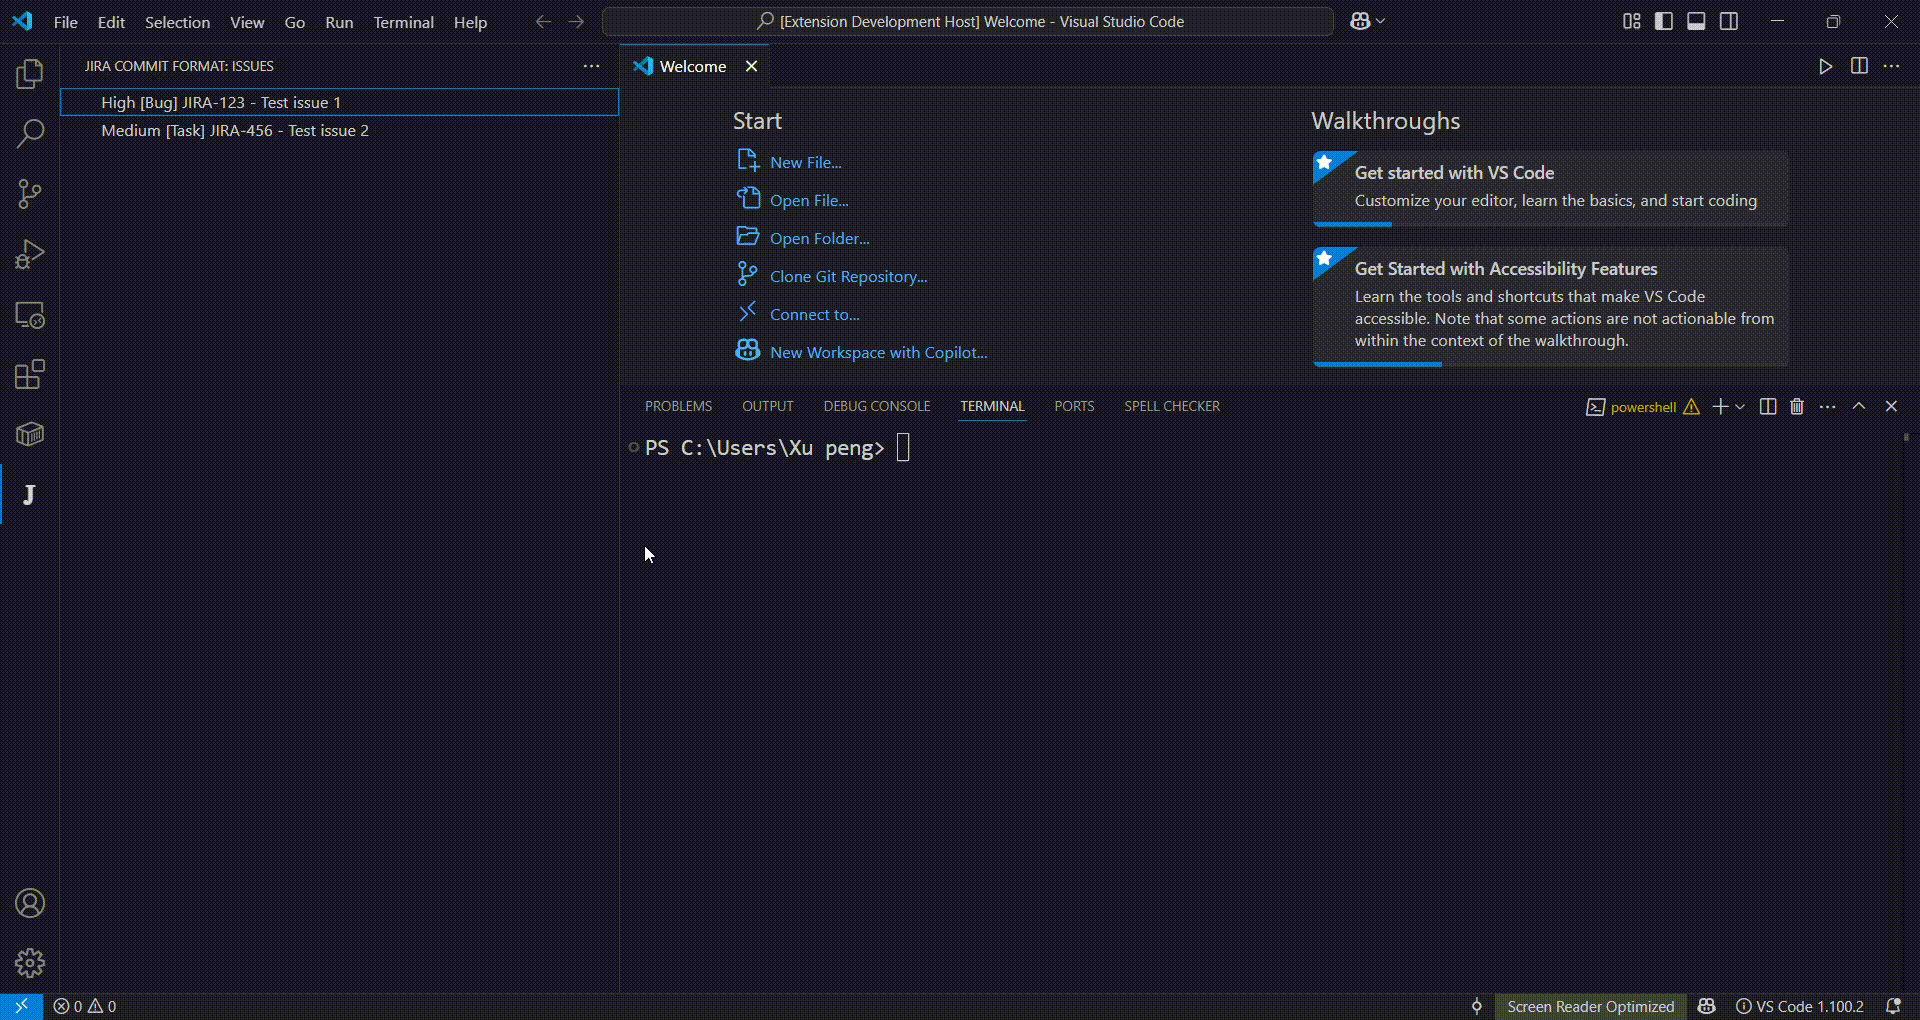 File Edit Selection View Go Run Terminal Help
[Extension Development Host] Welcome - Visual Studio Code
JIRA COMMIT FORMAT: ISSUES
High [Bug] JIRA-123 - Test issue 1
Medium [Task] JIRA-456 - Test issue 2
J
Welcome
Start
New File...
Open File...
Open Folder...
Clone Git Repository...
Connect to...
New Workspace with Copilot...
Walkthroughs
Get started with VS Code
Customize your editor, learn the basics, and start coding
Get Started with Accessibility Features
Learn the tools and shortcuts that make VS Code
accessible. Note that some actions are not actionable from
within the context of the walkthrough.
PROBLEMS OUTPUT DEBUG CONSOLE TERMINAL PORTS SPELL CHECKER
powershell
PS C:\Users\Xu peng>
0 0
Screen Reader Optimized
VS Code 1.100.2